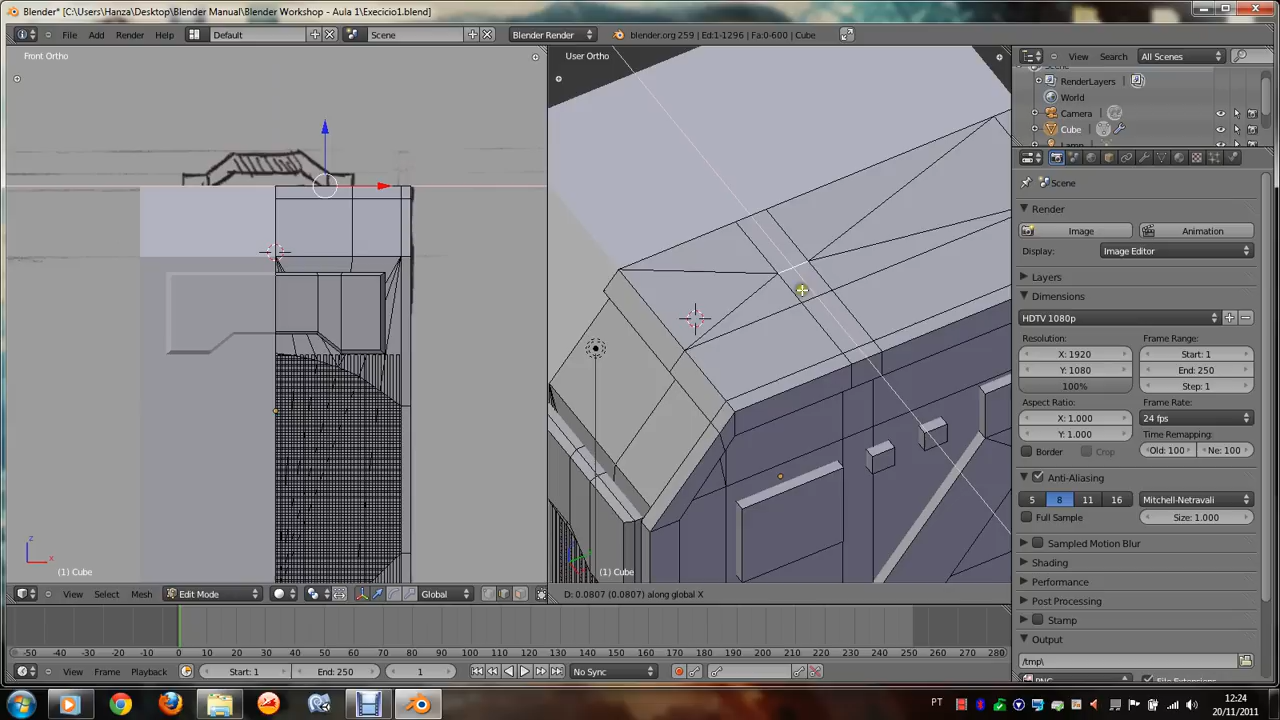 Blender* [C:\Users\Hanza\Desktop\Blender Manual\Blender Workshop - Aula 1\Execicio1.blend]
File Add Render Help Default Scene Blender Render blender.org 259 | Ed:1-1296 | Fa:0-600 | Cube
Front Ortho
User Ortho
View Search All Scenes
RenderLayers
World
Camera
Cube
Scene
Render
Image Animation
Display: Image Editor
Layers
Dimensions
HDTV 1080p
Resolution: Frame Range:
X: 1920 Start: 1
Y: 1080 End: 250
100% Step: 1
Aspect Ratio: Frame Rate:
X: 1.000 24 fps
Y: 1.000 Time Remapping:
Border Crop Old: 100 Ne: 100
Anti-Aliasing
5 8 11 16 Mitchell-Netravali
Full Sample Size: 1.000
Sampled Motion Blur
Shading
Performance
Post Processing
Stamp
Output
/tmp\
(1) Cube
(1) Cube
View Select Mesh Edit Mode Global
D: 0.0807 (0.0807) along global X
-50 -40 -30 -20 -10 0 10 20 30 40 50 60 70 80 90 100 110 120 130 140 150 160 170 180 190 200 210 220 230 240 250 260 270 280
View Frame Playback Start: 1 End: 250 1 No Sync
PT
12:24
20/11/2011